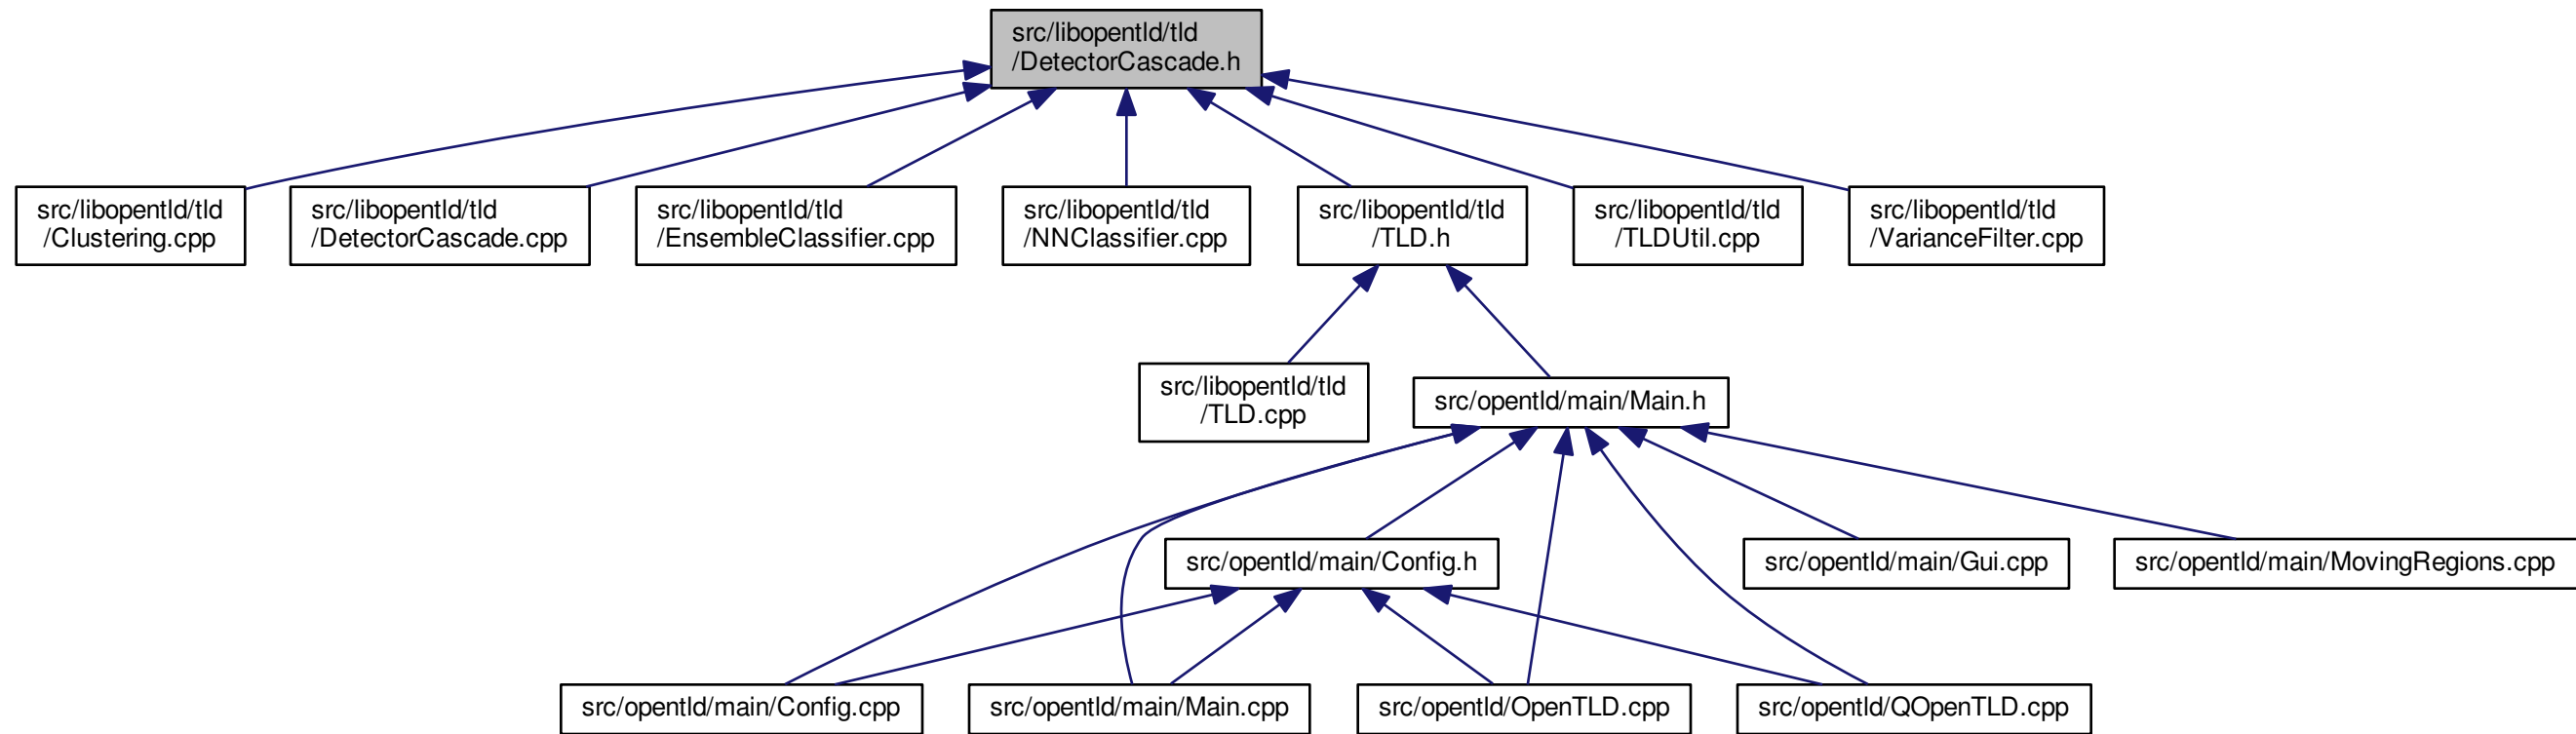 src/libopentld/tld
/DetectorCascade.h
src/libopentld/tld
/Clustering.cpp
src/libopentld/tld
/DetectorCascade.cpp
src/libopentld/tld
/EnsembleClassifier.cpp
src/libopentld/tld
/NNClassifier.cpp
src/libopentld/tld
/TLD.h
src/libopentld/tld
/TLDUtil.cpp
src/libopentld/tld
/VarianceFilter.cpp
src/libopentld/tld
/TLD.cpp
src/opentld/main/Main.h
src/opentld/main/Config.h
src/opentld/main/Gui.cpp
src/opentld/main/MovingRegions.cpp
src/opentld/main/Config.cpp
src/opentld/main/Main.cpp
src/opentld/OpenTLD.cpp
src/opentld/QOpenTLD.cpp